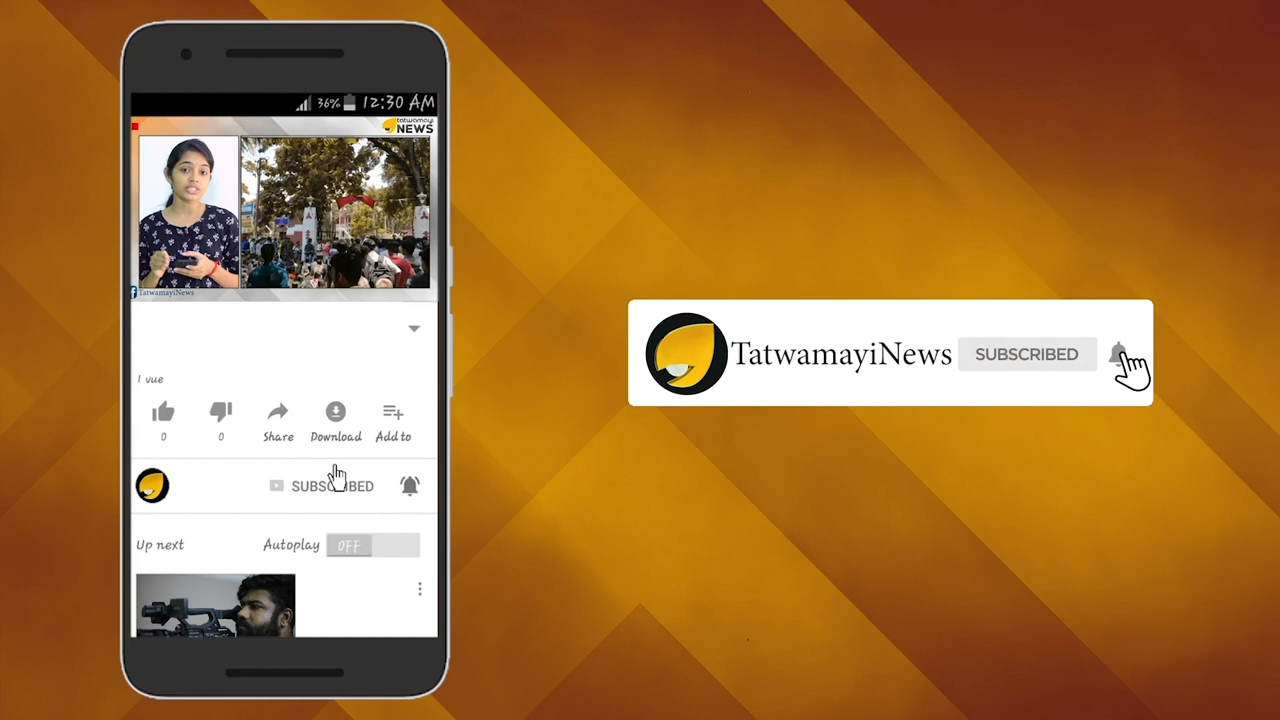 36% 12:30 AM
tatwamayi
NEWS
TatwamayiNews
1 vue
0 0 Share Download Add to
SUBSCRIBED
Up next Autoplay OFF
TatwamayiNews SUBSCRIBED